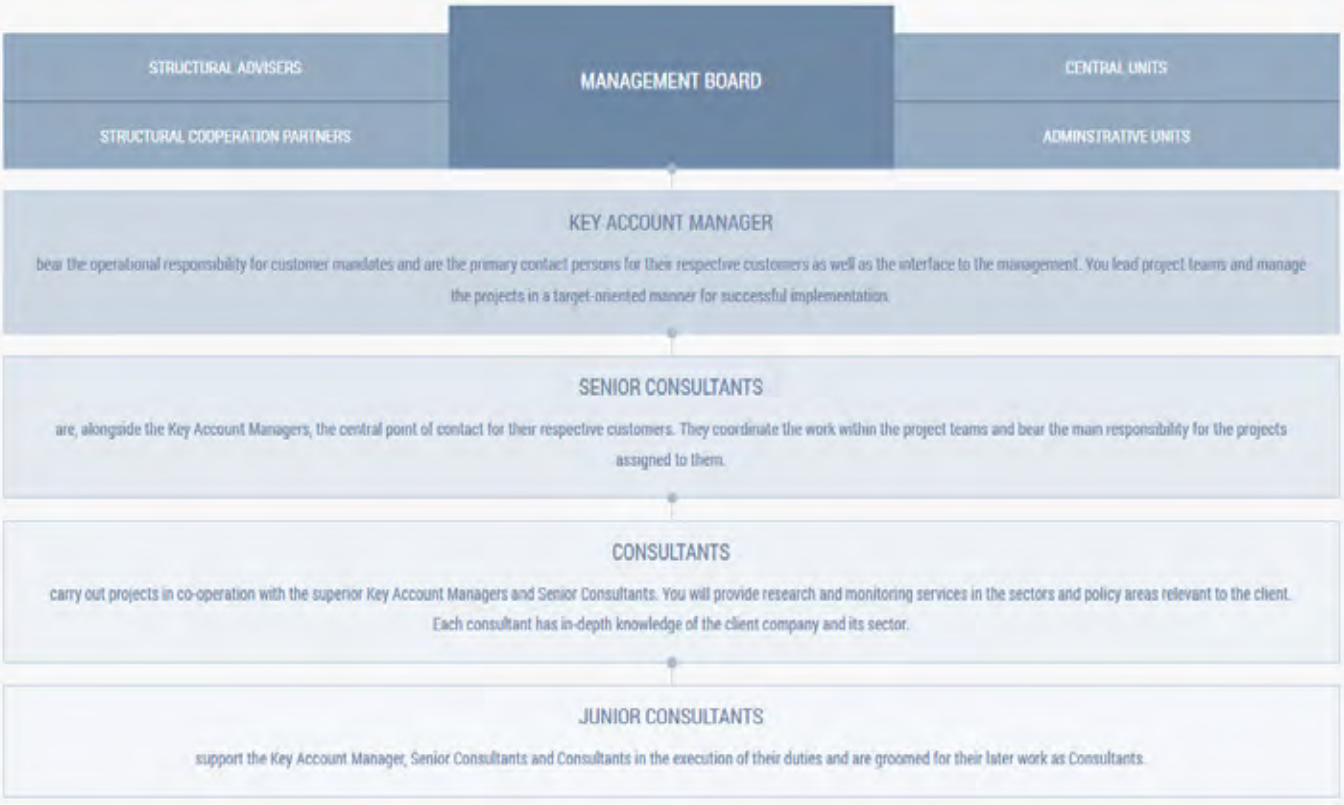 STRUCTURAL ADVISERS
MANAGEMENT BOARD
CENTRAL UNITS
STRUCTURAL COOPERATION PARTNERS
ADMINSTRATIVE UNITS
KEY ACCOUNT MANAGER
bear the operational responsibility for customer mandates and are the primary contact persons for their respective customers as well as the interface to the management. You lead project teams and manage
the projects in a target-oriented manner for successful implementation.
SENIOR CONSULTANTS
are, alongside the Key Account Managers, the central point of contact for their respective customers. They coordinate the work within the project teams and bear the main responsibility for the projects
assigned to them.
CONSULTANTS
carry out projects in co-operation with the superior Key Account Managers and Senior Consultants. You will provide research and monitoring services in the sectors and policy areas relevant to the client.
Each consultant has in-depth knowledge of the client company and its sector.
JUNIOR CONSULTANTS
support the Key Account Manager, Senior Consultants and Consultants in the execution of their duties and are groomed for their later work as Consultants.